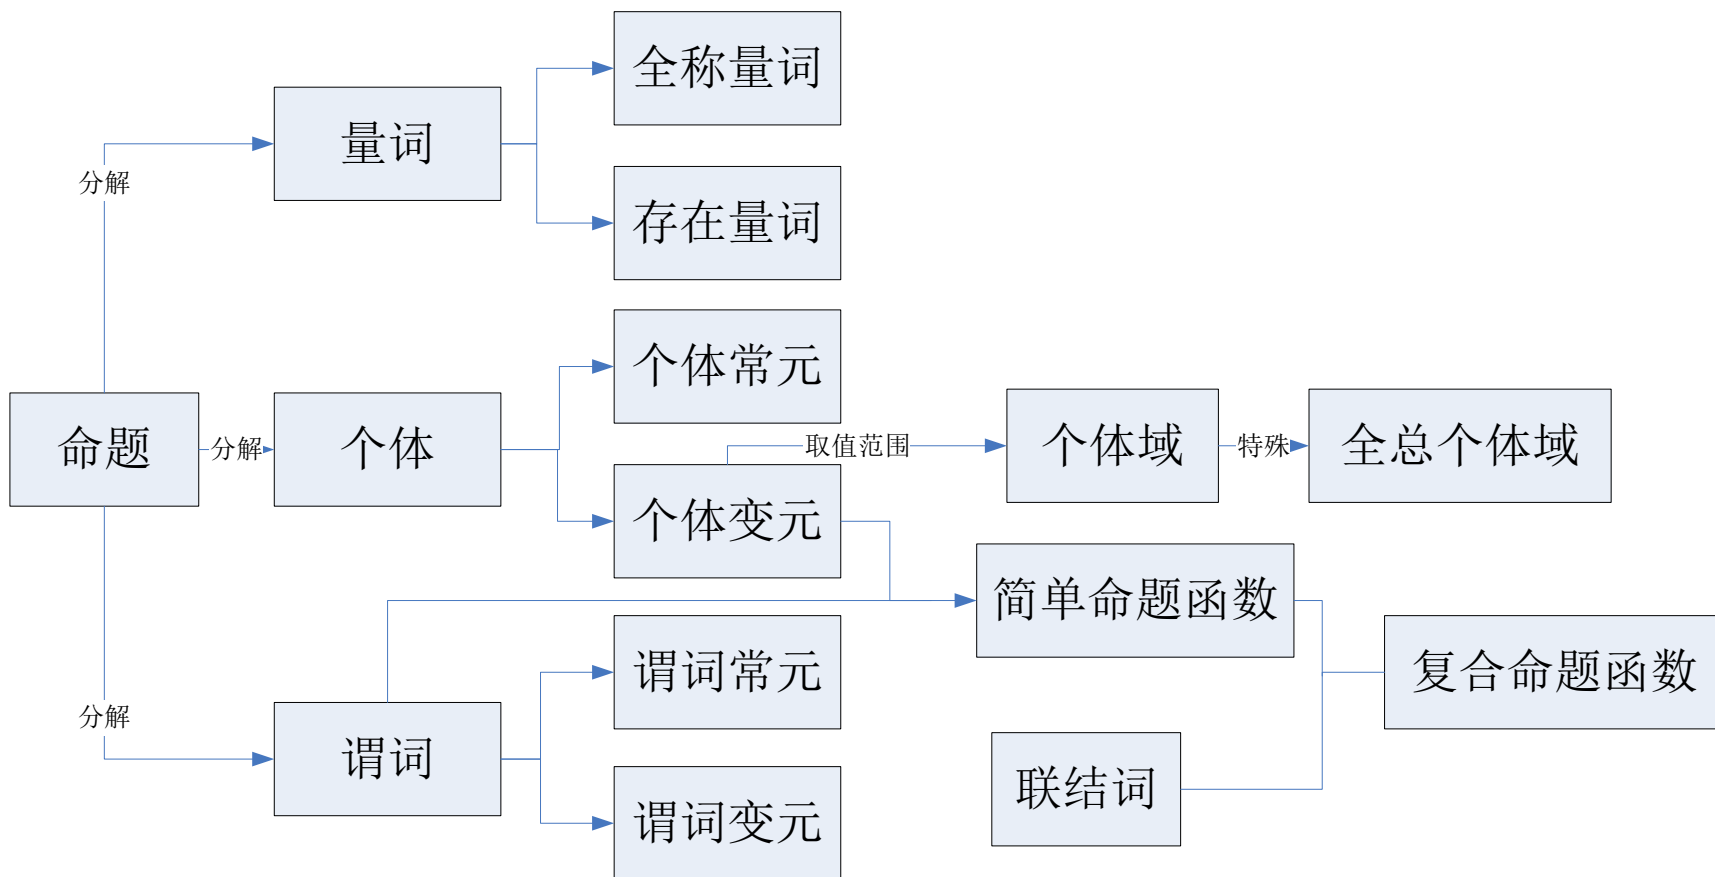 全称量词
量词
分解
存在量词
个体常元
命题
分解
个体
取值范围
个体域
特殊
全总个体域
个体变元
简单命题函数
谓词常元
复合命题函数
分解
谓词
联结词
谓词变元